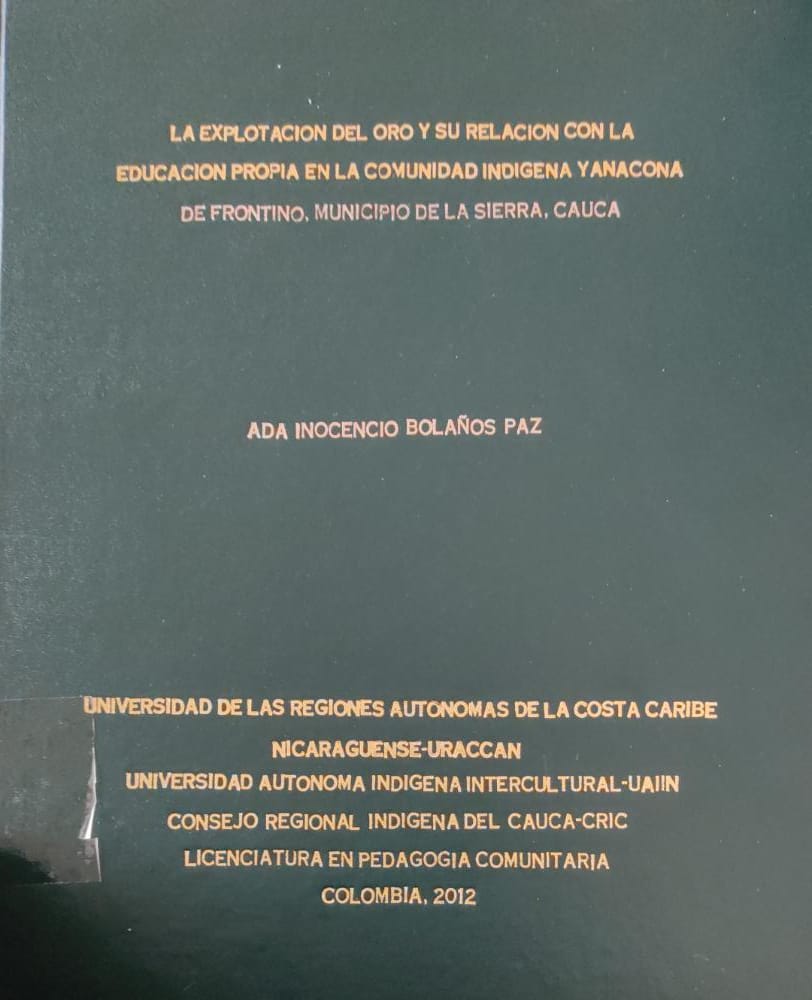 LA EXPLOTACION DEL ORO Y SU RELACION CON LA
EDUCACION PROPIA EN LA COMUNIDAD INDIGENA YANACONA
DE FRONTINO, MUNICIPIO DE LA SIERRA, CAUCA
ADA INOCENCIO BOLAÑOS PAZ
UNIVERSIDAD DE LAS REGIONES AUTONOMAS DE LA COSTA CARIBE
NICARAGUENSE-URACCAN
UNIVERSIDAD AUTONOMA INDIGENA INTERCULTURAL-UAIIN
CONSEJO REGIONAL INDIGENA DEL CAUCA-CRIC
LICENCIATURA EN PEDAGOGIA COMUNITARIA
COLOMBIA, 2012